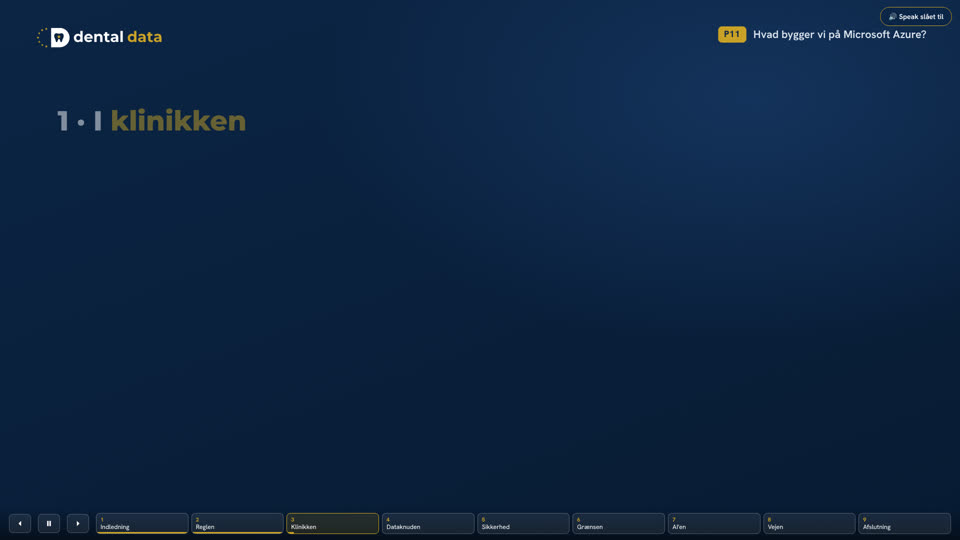 🔊 Speak slået til
dental data
P11 Hvad bygger vi på Microsoft Azure?
1 · I klinikken
1 Indledning
2 Reglen
3 Klinikken
4 Dataknuden
5 Sikkerhed
6 Grænsen
7 AI'en
8 Vejen
9 Afslutning